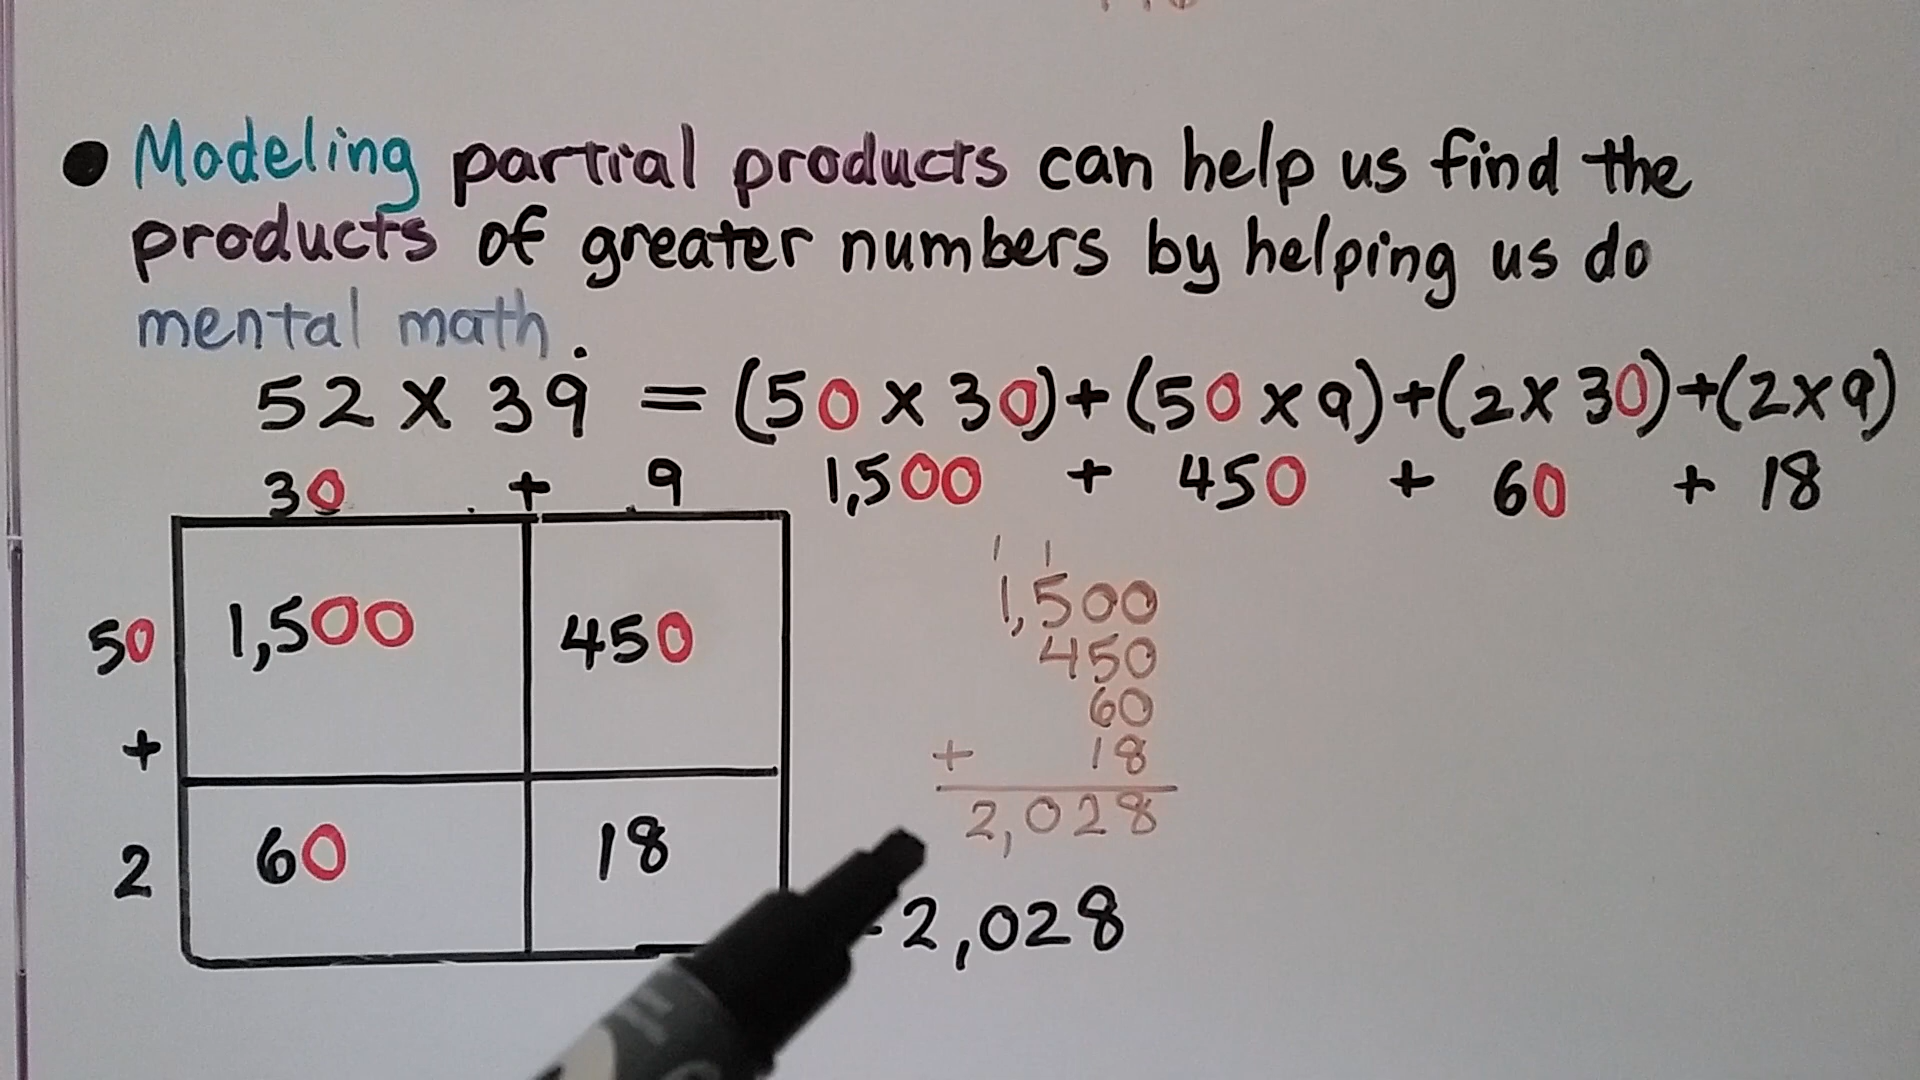 Modeling partial products can help us find the
products of greater numbers by helping us do
mental math.
52 x 39 = (50 x 30)+(50 x 9)+(2 x 30)+(2 x 9)
1,500 + 450 + 60 + 18
30 + 9
50 1,500 450
+
2 60 18
1 1
1,500
450
60
+ 18
2,028
2,028